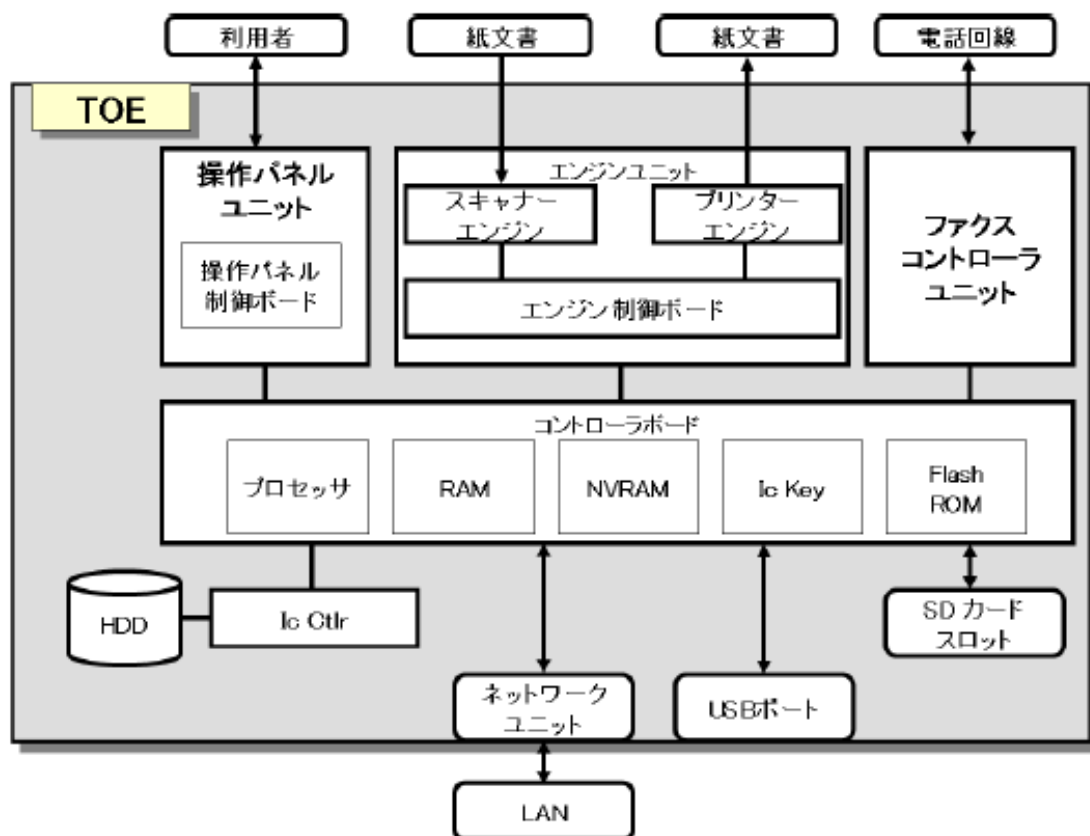 利用者
紙文書
紙文書
電話回線
TOE
操作パネル
ユニット
操作パネル
制御ボード
エンジンユニット
スキャナー
エンジン
プリンター
エンジン
エンジン制御ボード
ファクス
コントローラ
ユニット
コントローラボード
プロセッサ
RAM
NVRAM
Ic Key
Flash
ROM
HDD
Ic Ctlr
ネットワーク
ユニット
USBポート
SD カード
スロット
LAN